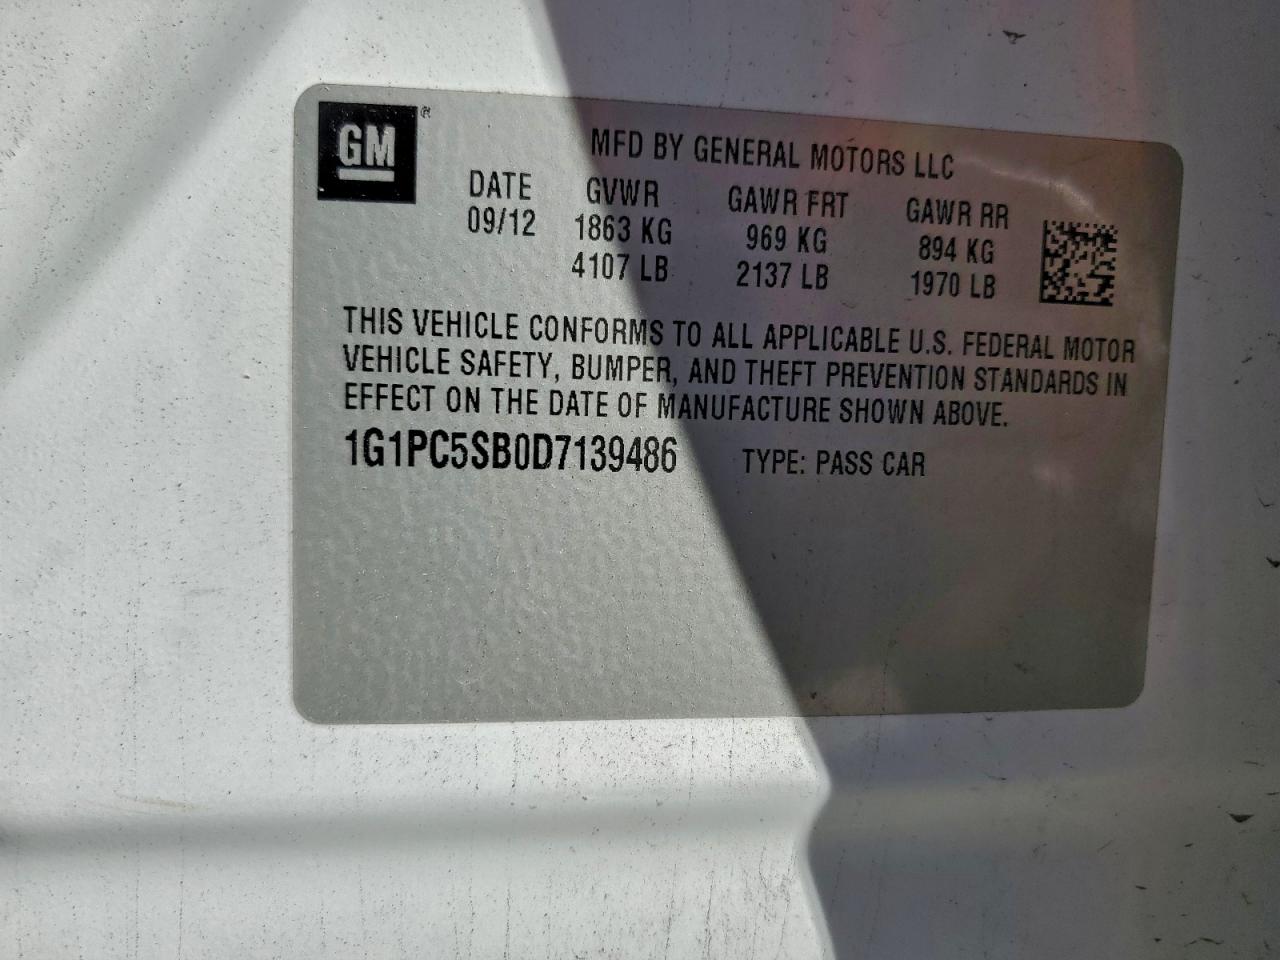 GM ®
MFD BY GENERAL MOTORS LLC
DATE GVWR GAWR FRT GAWR RR
09/12 1863 KG 969 KG 894 KG
4107 LB 2137 LB 1970 LB
THIS VEHICLE CONFORMS TO ALL APPLICABLE U.S. FEDERAL MOTOR
VEHICLE SAFETY, BUMPER, AND THEFT PREVENTION STANDARDS IN
EFFECT ON THE DATE OF MANUFACTURE SHOWN ABOVE.
1G1PC5SB0D7139486 TYPE: PASS CAR